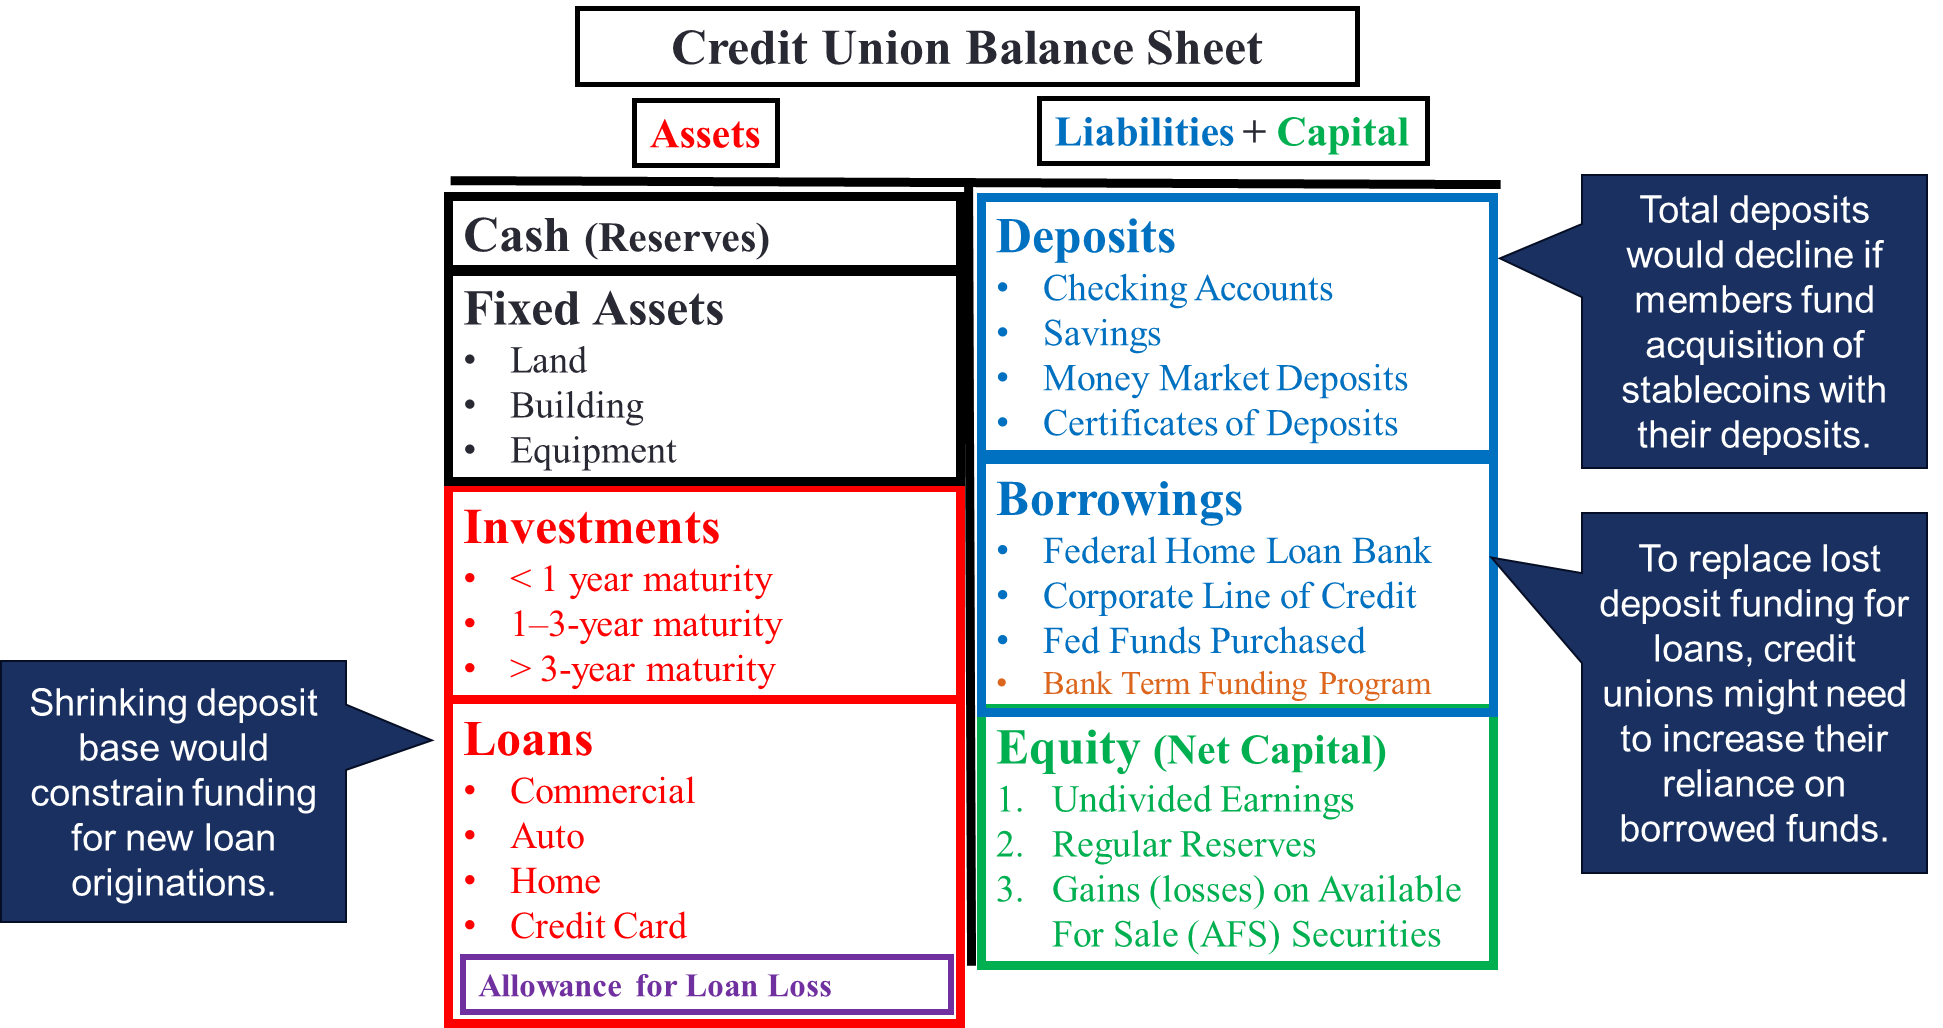 Credit Union Balance Sheet
Assets
Liabilities + Capital
Cash (Reserves)
Fixed Assets
• Land
• Building
• Equipment
Investments
• < 1 year maturity
• 1–3-year maturity
• > 3-year maturity
Loans
• Commercial
• Auto
• Home
• Credit Card
Allowance for Loan Loss
Deposits
• Checking Accounts
• Savings
• Money Market Deposits
• Certificates of Deposits
Borrowings
• Federal Home Loan Bank
• Corporate Line of Credit
• Fed Funds Purchased
• Bank Term Funding Program
Equity (Net Capital)
1. Undivided Earnings
2. Regular Reserves
3. Gains (losses) on Available
For Sale (AFS) Securities
Shrinking deposit
base would
constrain funding
for new loan
originations.
Total deposits
would decline if
members fund
acquisition of
stablecoins with
their deposits.
To replace lost
deposit funding for
loans, credit
unions might need
to increase their
reliance on
borrowed funds.